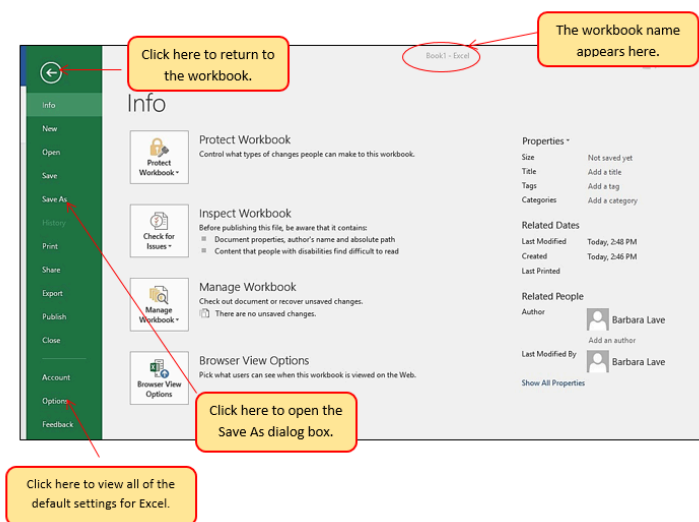 The workbook name
appears here.
Click here to return to
the workbook.
Book1 - Excel
Info
New
Open
Save
Save As
History
Print
Share
Export
Publish
Close
Account
Options
Feedback
Info
Protect
Workbook
Protect Workbook
Control what types of changes people can make to this workbook.
Check for
Issues
Inspect Workbook
Before publishing this file, be aware that it contains:
Document properties, author's name and absolute path
Content that people with disabilities find difficult to read
Manage
Workbook
Manage Workbook
Check out document or recover unsaved changes.
There are no unsaved changes.
Browser View
Options
Browser View Options
Pick what users can see when this workbook is viewed on the Web.
Properties
Size Not saved yet
Title Add a title
Tags Add a tag
Categories Add a category
Related Dates
Last Modified Today, 2:48 PM
Created Today, 2:46 PM
Last Printed
Related People
Author Barbara Lave
Add an author
Last Modified By Barbara Lave
Show All Properties
Click here to open the
Save As dialog box.
Click here to view all of the
default settings for Excel.